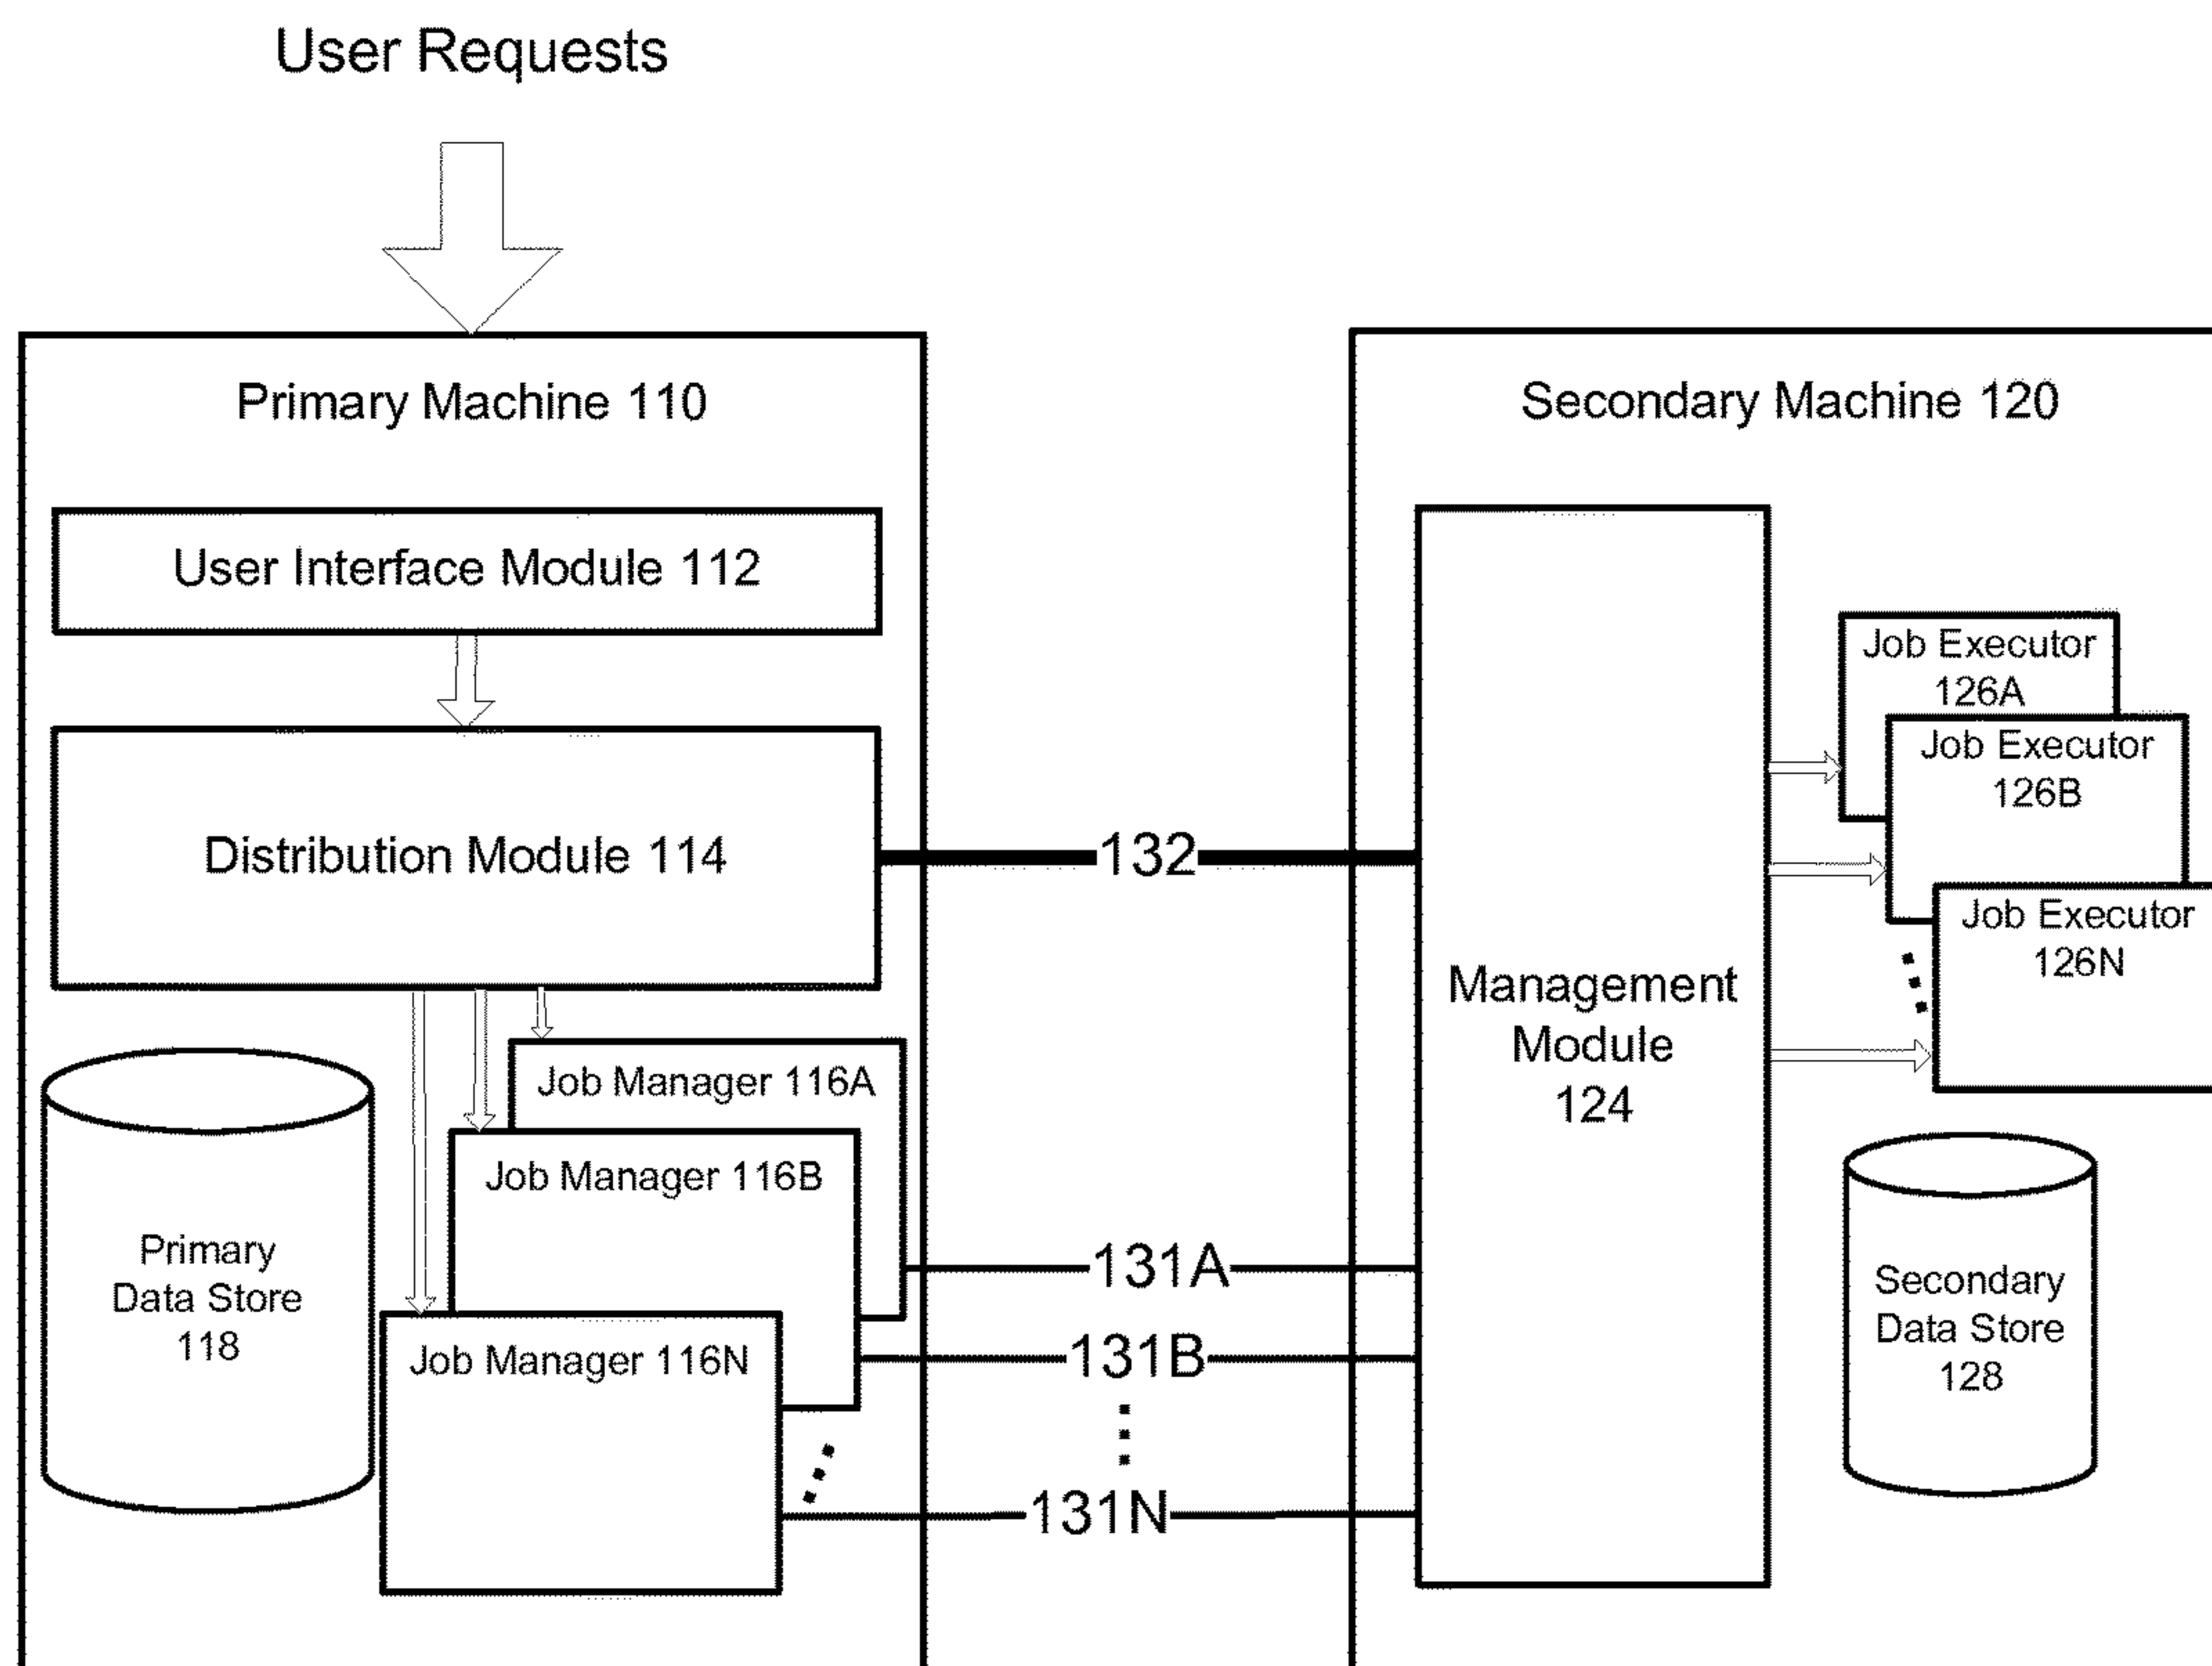 User Requests
Primary Machine 110
User Interface Module 112
Distribution Module 114
Job Manager 116A
Job Manager 116B
Job Manager 116N
Primary
Data Store
118
132
131A
131B
131N
Secondary Machine 120
Management
Module
124
Job Executor
126A
Job Executor
126B
Job Executor
126N
Secondary
Data Store
128